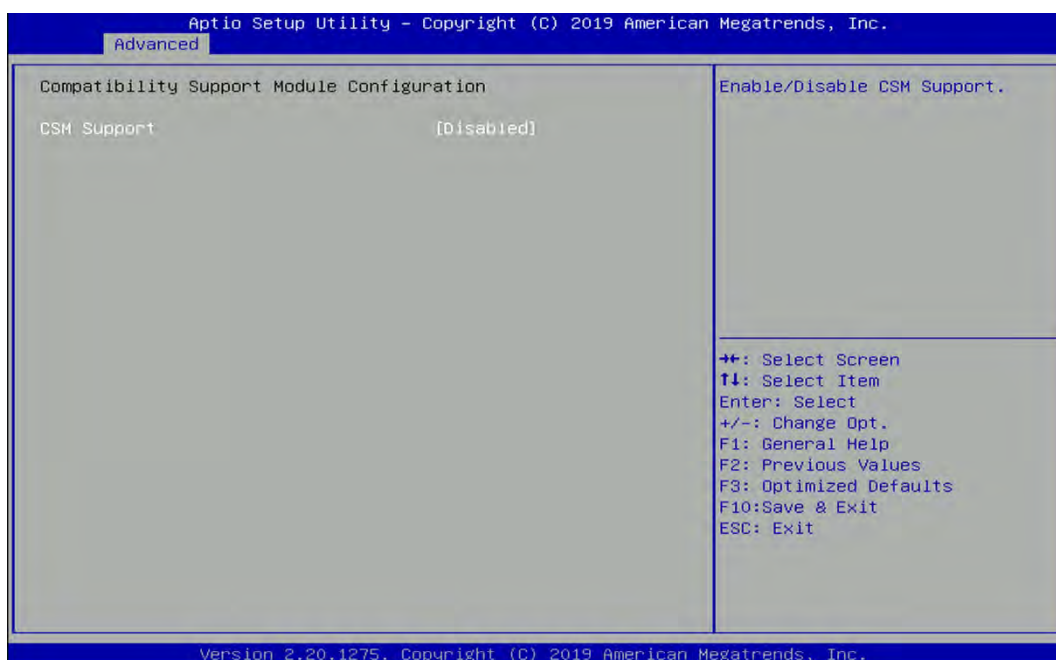 Aptio Setup Utility – Copyright (C) 2019 American Megatrends, Inc.
Advanced
Compatibility Support Module Configuration
CSM Support [Disabled]
Enable/Disable CSM Support.
→←: Select Screen
↑↓: Select Item
Enter: Select
+/-: Change Opt.
F1: General Help
F2: Previous Values
F3: Optimized Defaults
F10:Save & Exit
ESC: Exit
Version 2.20.1275. Copyright (C) 2019 American Megatrends, Inc.